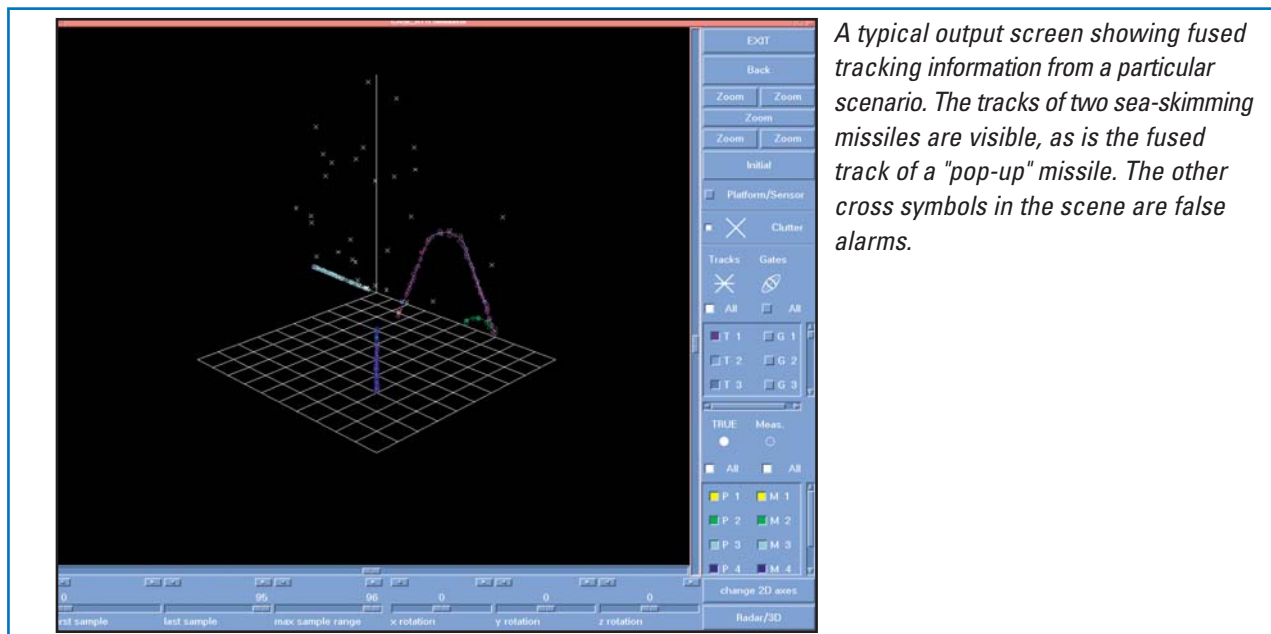 EXIT
Back
Zoom Zoom
Zoom
Zoom Zoom
Initial
Platform/Sensor
Clutter
Tracks Gates
All All
T 1 G 1
T 2 G 2
T 3 G 3
TRUE Meas.
All All
P 1 M 1
P 2 M 2
P 3 M 3
P 4 M 4
change 2D axes
Radar/3D
0 95 96 0 0 0
last sample max sample range x rotation y rotation z rotation
A typical output screen showing fused
tracking information from a particular
scenario. The tracks of two sea-skimming
missiles are visible, as is the fused
track of a "pop-up" missile. The other
cross symbols in the scene are false
alarms.